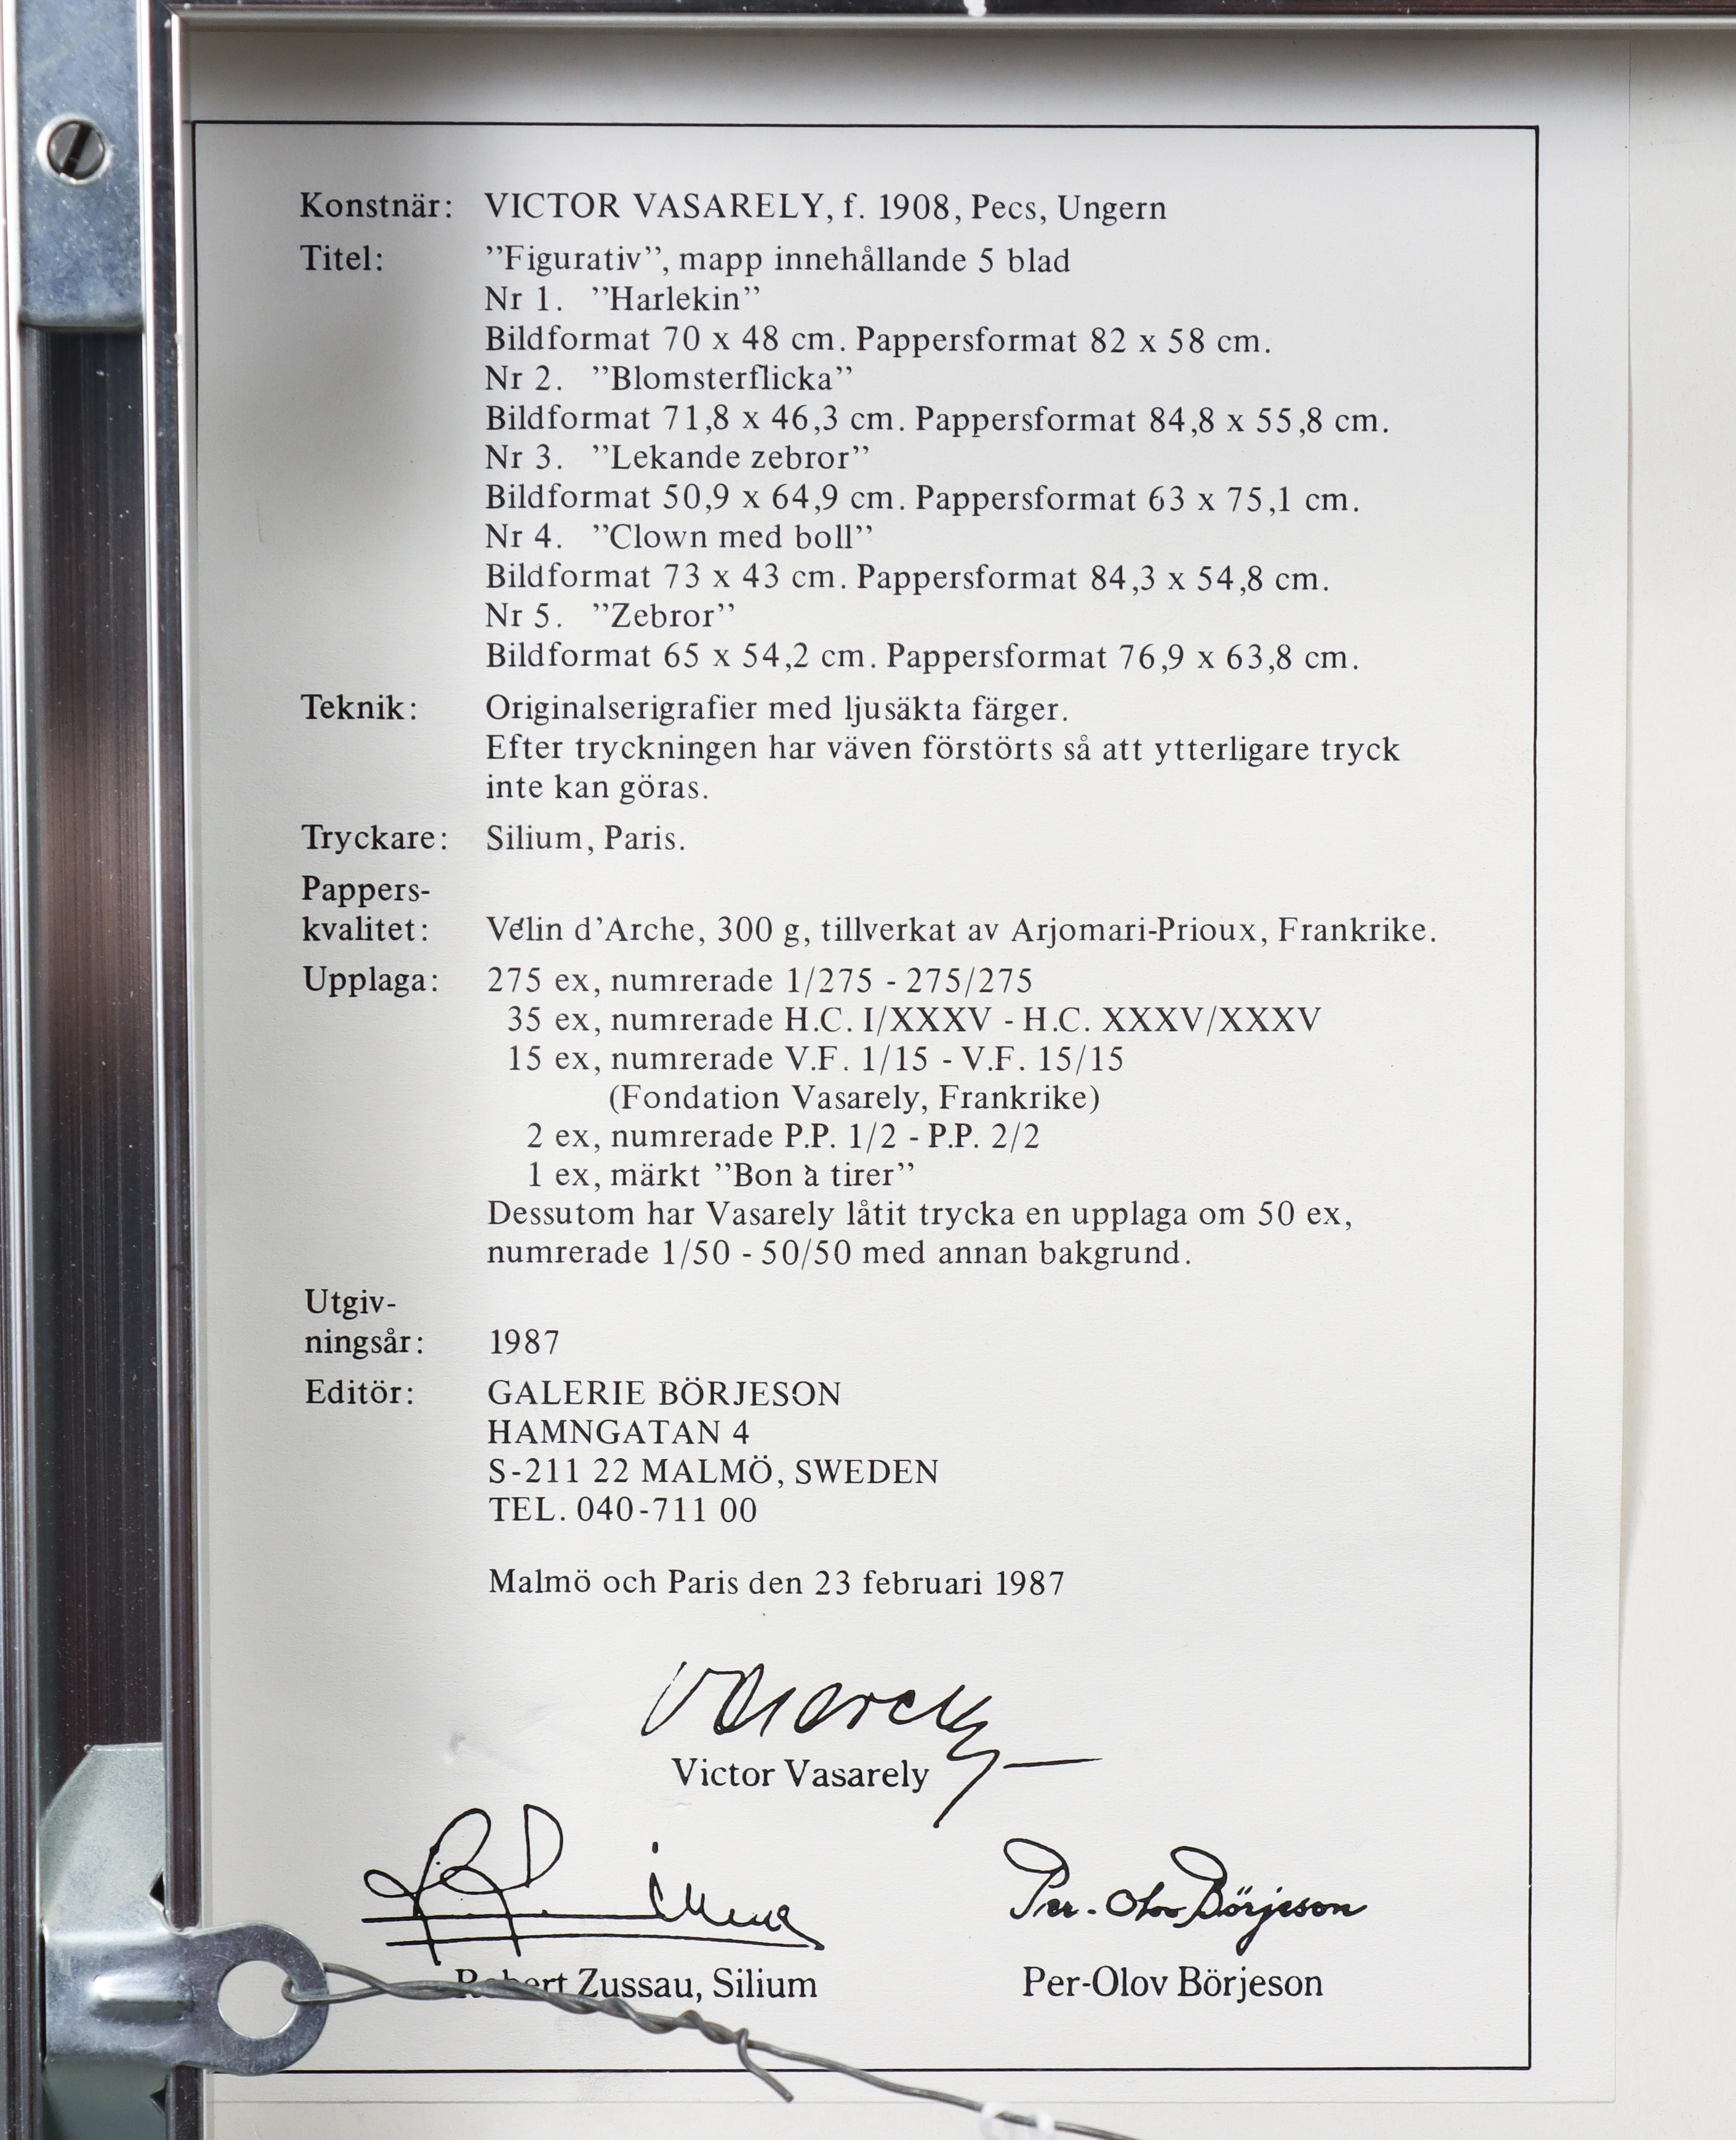 Konstnär: VICTOR VASARELY, f. 1908, Pecs, Ungern
Titel: ”Figurativ”, mapp innehållande 5 blad
Nr 1. ”Harlekin”
Bildformat 70 x 48 cm. Pappersformat 82 x 58 cm.
Nr 2. ”Blomsterflicka”
Bildformat 71,8 x 46,3 cm. Pappersformat 84,8 x 55,8 cm.
Nr 3. ”Lekande zebror”
Bildformat 50,9 x 64,9 cm. Pappersformat 63 x 75,1 cm.
Nr 4. ”Clown med boll”
Bildformat 73 x 43 cm. Pappersformat 84,3 x 54,8 cm.
Nr 5. ”Zebror”
Bildformat 65 x 54,2 cm. Pappersformat 76,9 x 63,8 cm.
Teknik: Originalserigrafier med ljusäkta färger.
Efter tryckningen har väven förstörts så att ytterligare tryck
inte kan göras.
Tryckare: Silium, Paris.
Pappers-
kvalitet: Vélin d’Arche, 300 g, tillverkat av Arjomari-Prioux, Frankrike.
Upplaga: 275 ex, numrerade 1/275 - 275/275
35 ex, numrerade H.C. I/XXXV - H.C. XXXV/XXXV
15 ex, numrerade V.F. 1/15 - V.F. 15/15
(Fondation Vasarely, Frankrike)
2 ex, numrerade P.P. 1/2 - P.P. 2/2
1 ex, märkt ”Bon à tirer”
Dessutom har Vasarely låtit trycka en upplaga om 50 ex,
numrerade 1/50 - 50/50 med annan bakgrund.
Utgiv-
ningsår: 1987
Editör: GALERIE BÖRJESON
HAMNGATAN 4
S-211 22 MALMÖ, SWEDEN
TEL. 040-711 00
Malmö och Paris den 23 februari 1987
Vasarely
Victor Vasarely
Per-Olov Börjeson
Robert Zussau, Silium Per-Olov Börjeson